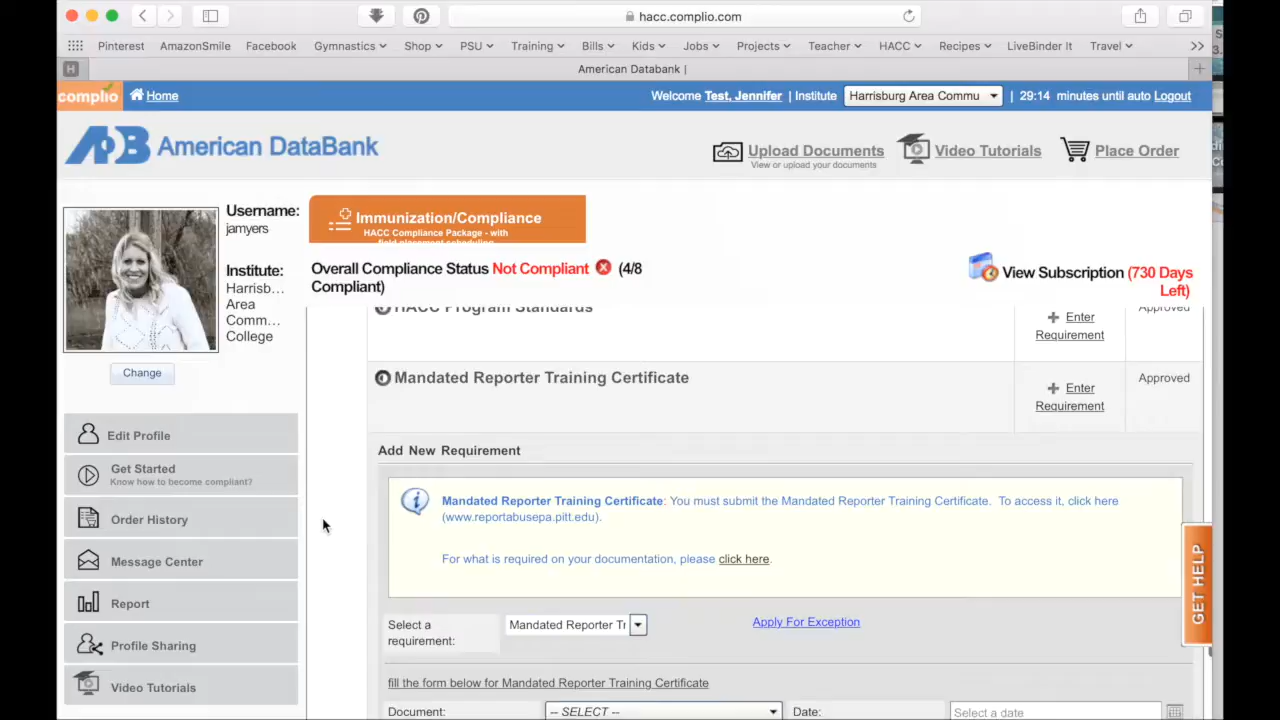 hacc.complio.com
Pinterest AmazonSmile Facebook Gymnastics Shop PSU Training Bills Kids Jobs Projects Teacher HACC Recipes LiveBinder It Travel
H American Databank |
complio Home Welcome Test, Jennifer | Institute Harrisburg Area Commu | 29:14 minutes until auto Logout
ADB American DataBank
Upload Documents Video Tutorials Place Order
View or upload your documents
Username:
jamyers
Institute:
Harrisb...
Area
Comm...
College
Change
Immunization/Compliance
HACC Compliance Package - with
field placement scheduling
Overall Compliance Status Not Compliant (4/8
Compliant)
View Subscription (730 Days
Left)
HACC Program Standards
Enter
Requirement
Approved
Mandated Reporter Training Certificate
Enter
Requirement
Approved
Edit Profile
Get Started
Know how to become compliant?
Order History
Message Center
Report
Profile Sharing
Video Tutorials
Add New Requirement
Mandated Reporter Training Certificate: You must submit the Mandated Reporter Training Certificate. To access it, click here
(www.reportabusepa.pitt.edu).
For what is required on your documentation, please click here.
Select a
requirement:
Mandated Reporter Tr
Apply For Exception
fill the form below for Mandated Reporter Training Certificate
Document: -- SELECT -- Date: Select a date
GET HELP